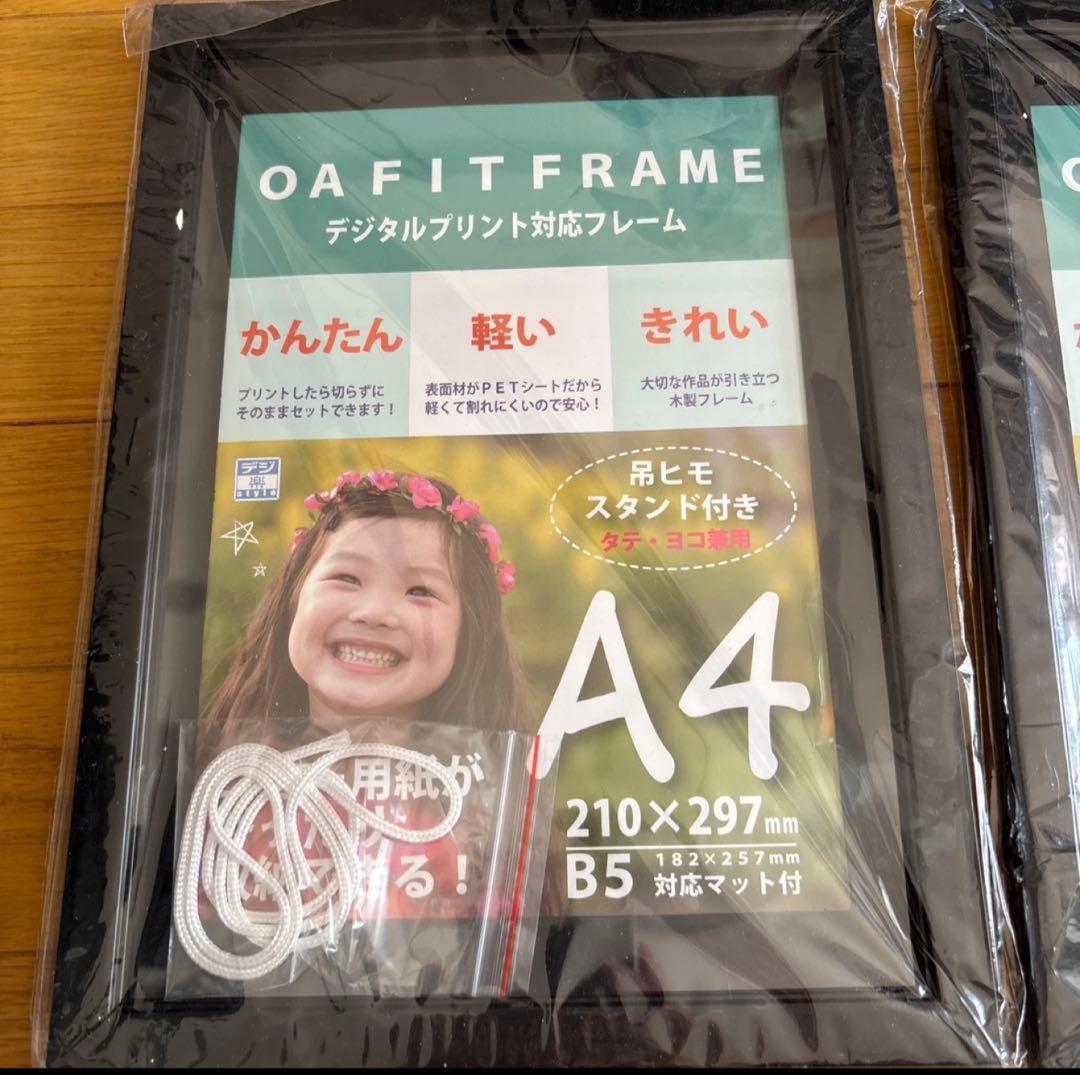 OA FIT FRAME
デジタルプリント対応フレーム
かんたん
プリントしたら切らずに
そのままセットできます！
軽い
表面材がPETシートだから
軽くて割れにくいので安心！
きれい
大切な作品が引き立つ
木製フレーム
デジ
楽
style
吊ヒモ
スタンド付き
タテ・ヨコ兼用
A4
210×297mm
B5 182×257mm
対応マット付
用紙が
る！